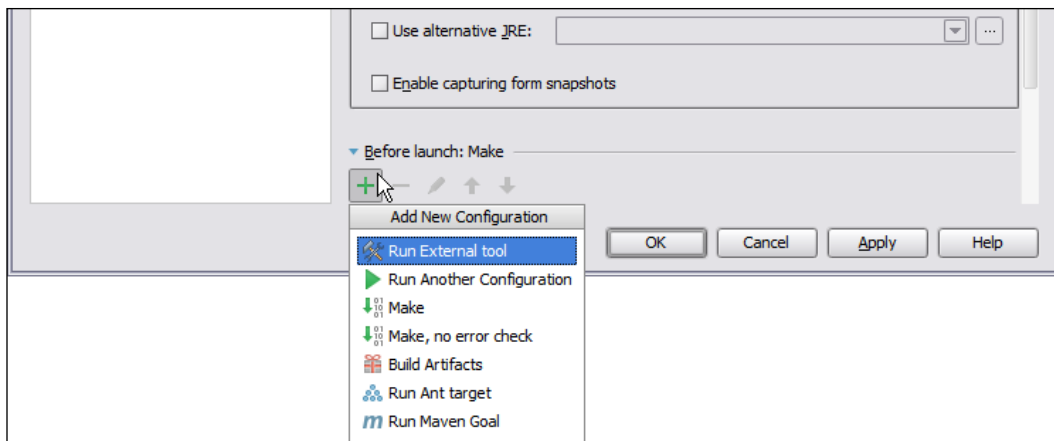 Use alternative JRE:
...
Enable capturing form snapshots
Before launch: Make
Add New Configuration
Run External tool
OK Cancel Apply Help
Run Another Configuration
Make
Make, no error check
Build Artifacts
Run Ant target
m Run Maven Goal